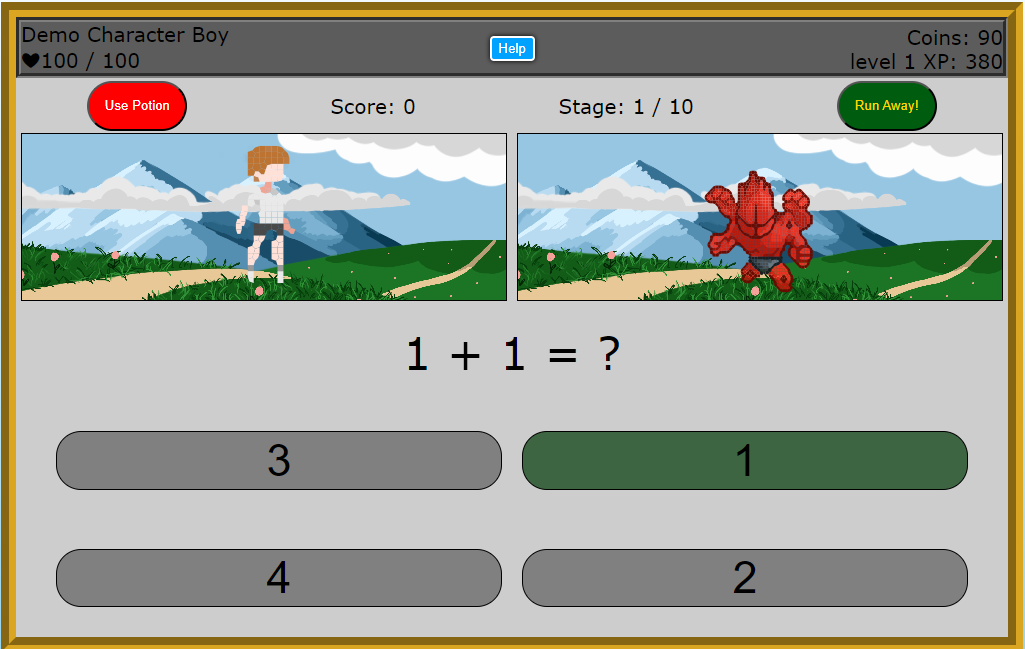 Demo Character Boy
♥100 / 100
Help
Coins: 90
level 1 XP: 380
Use Potion
Score: 0
Stage: 1 / 10
Run Away!
1 + 1 = ?
3
1
4
2